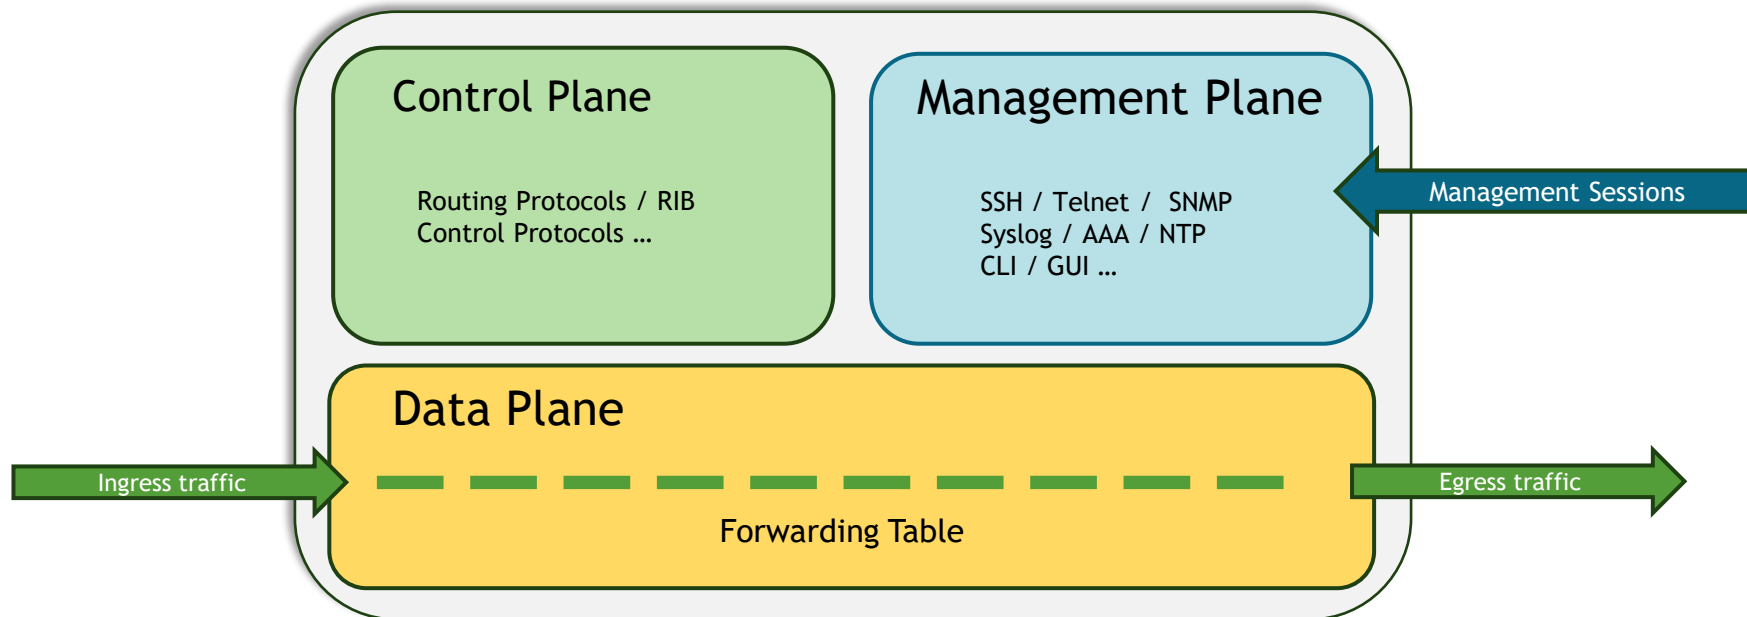 Control Plane
Routing Protocols / RIB
Control Protocols …
Management Plane
SSH / Telnet / SNMP
Syslog / AAA / NTP
CLI / GUI …
Management Sessions
Data Plane
Ingress traffic
Egress traffic
Forwarding Table